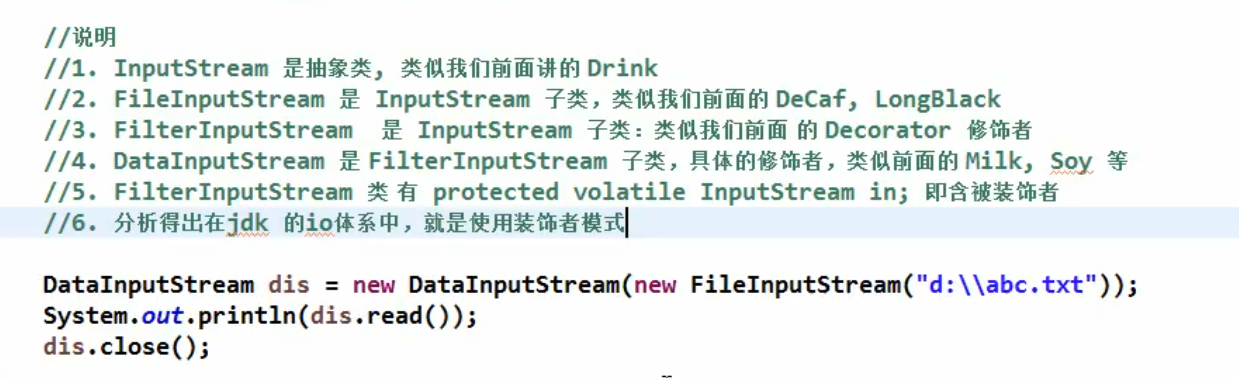 //说明
//1. InputStream 是抽象类, 类似我们前面讲的 Drink
//2. FileInputStream 是 InputStream 子类，类似我们前面的 DeCaf, LongBlack
//3. FilterInputStream 是 InputStream 子类：类似我们前面 的 Decorator 修饰者
//4. DataInputStream 是 FilterInputStream 子类，具体的修饰者，类似前面的 Milk, Soy 等
//5. FilterInputStream 类 有 protected volatile InputStream in; 即含被装饰者
//6. 分析得出在jdk 的io体系中，就是使用装饰者模式
DataInputStream dis = new DataInputStream(new FileInputStream("d:\\abc.txt"));
System.out.println(dis.read());
dis.close();